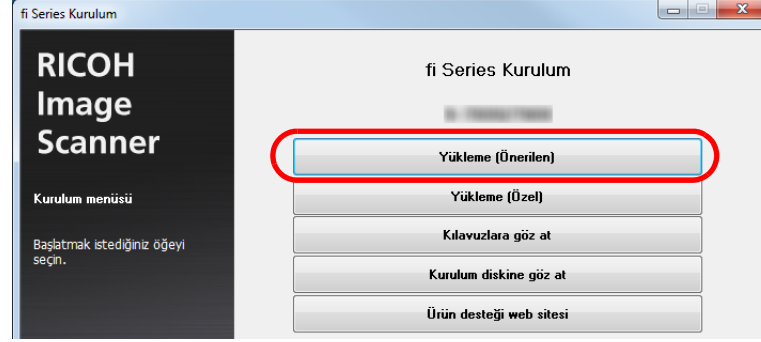 fi Series Kurulum
RICOH
Image
Scanner
Kurulum menüsü
Başlatmak istediğiniz öğeyi
seçin.
fi Series Kurulum
Yükleme (Önerilen)
Yükleme (Özel)
Kılavuzlara göz at
Kurulum diskine göz at
Ürün desteği web sitesi